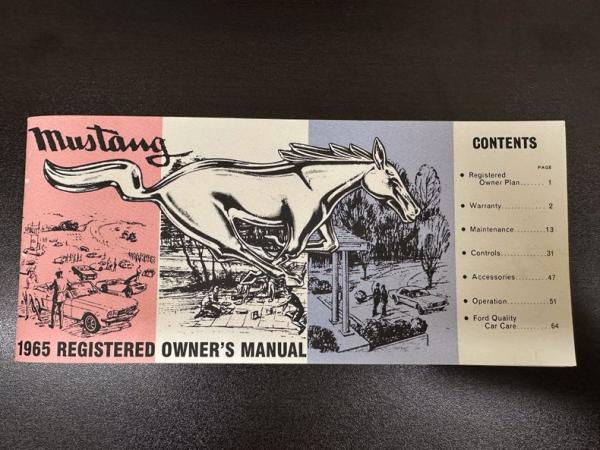 Mustang
1965 REGISTERED OWNER'S MANUAL
CONTENTS
PAGE
• Registered
Owner Plan....... 1
• Warranty.......... 2
• Maintenance..........13
• Controls............31
• Accessories.........47
• Operation..........51
• Ford Quality
Car Care.........64